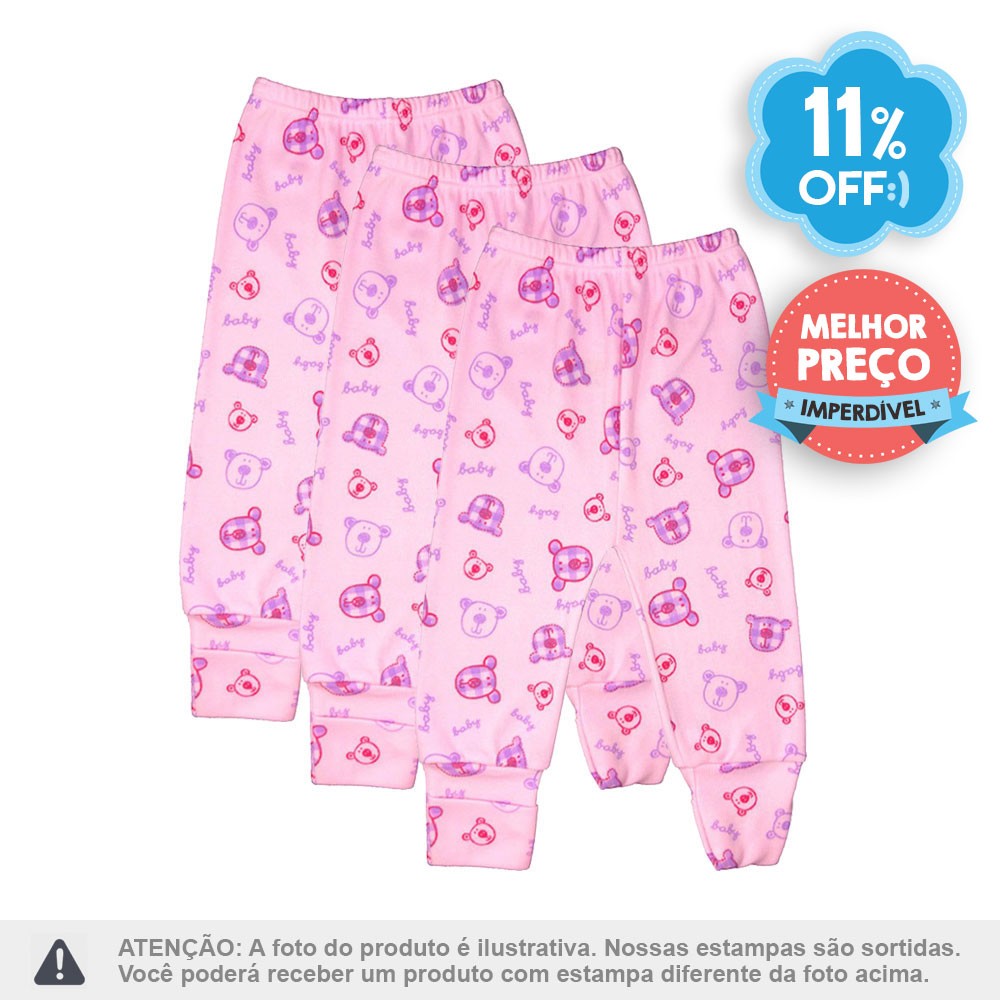 11%
OFF:)
MELHOR
PREÇO
IMPERDÍVEL
baby
ATENÇÃO: A foto do produto é ilustrativa. Nossas estampas são sortidas.
Você poderá receber um produto com estampa diferente da foto acima.